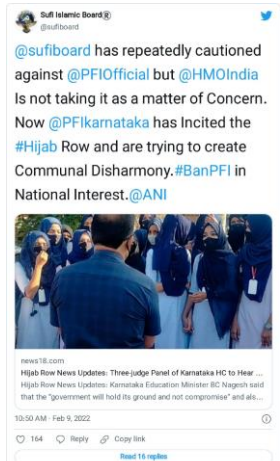 Sufi Islamic Board®
@sufiboard
@sufiboard has repeatedly cautioned
against @PFIOfficial but @HMOIndia
Is not taking it as a matter of Concern.
Now @PFIkarnataka has Incited the
#Hijab Row and are trying to create
Communal Disharmony.#BanPFI in
National Interest.@ANI
news18.com
Hijab Row News Updates: Three-judge Panel of Karnataka HC to Hear ...
Hijab Row News Updates: Karnataka Education Minister BC Nagesh said
that the "government will hold its ground and not compromise" and als...
10:50 AM · Feb 9, 2022
164 Reply Copy link
Read 16 replies